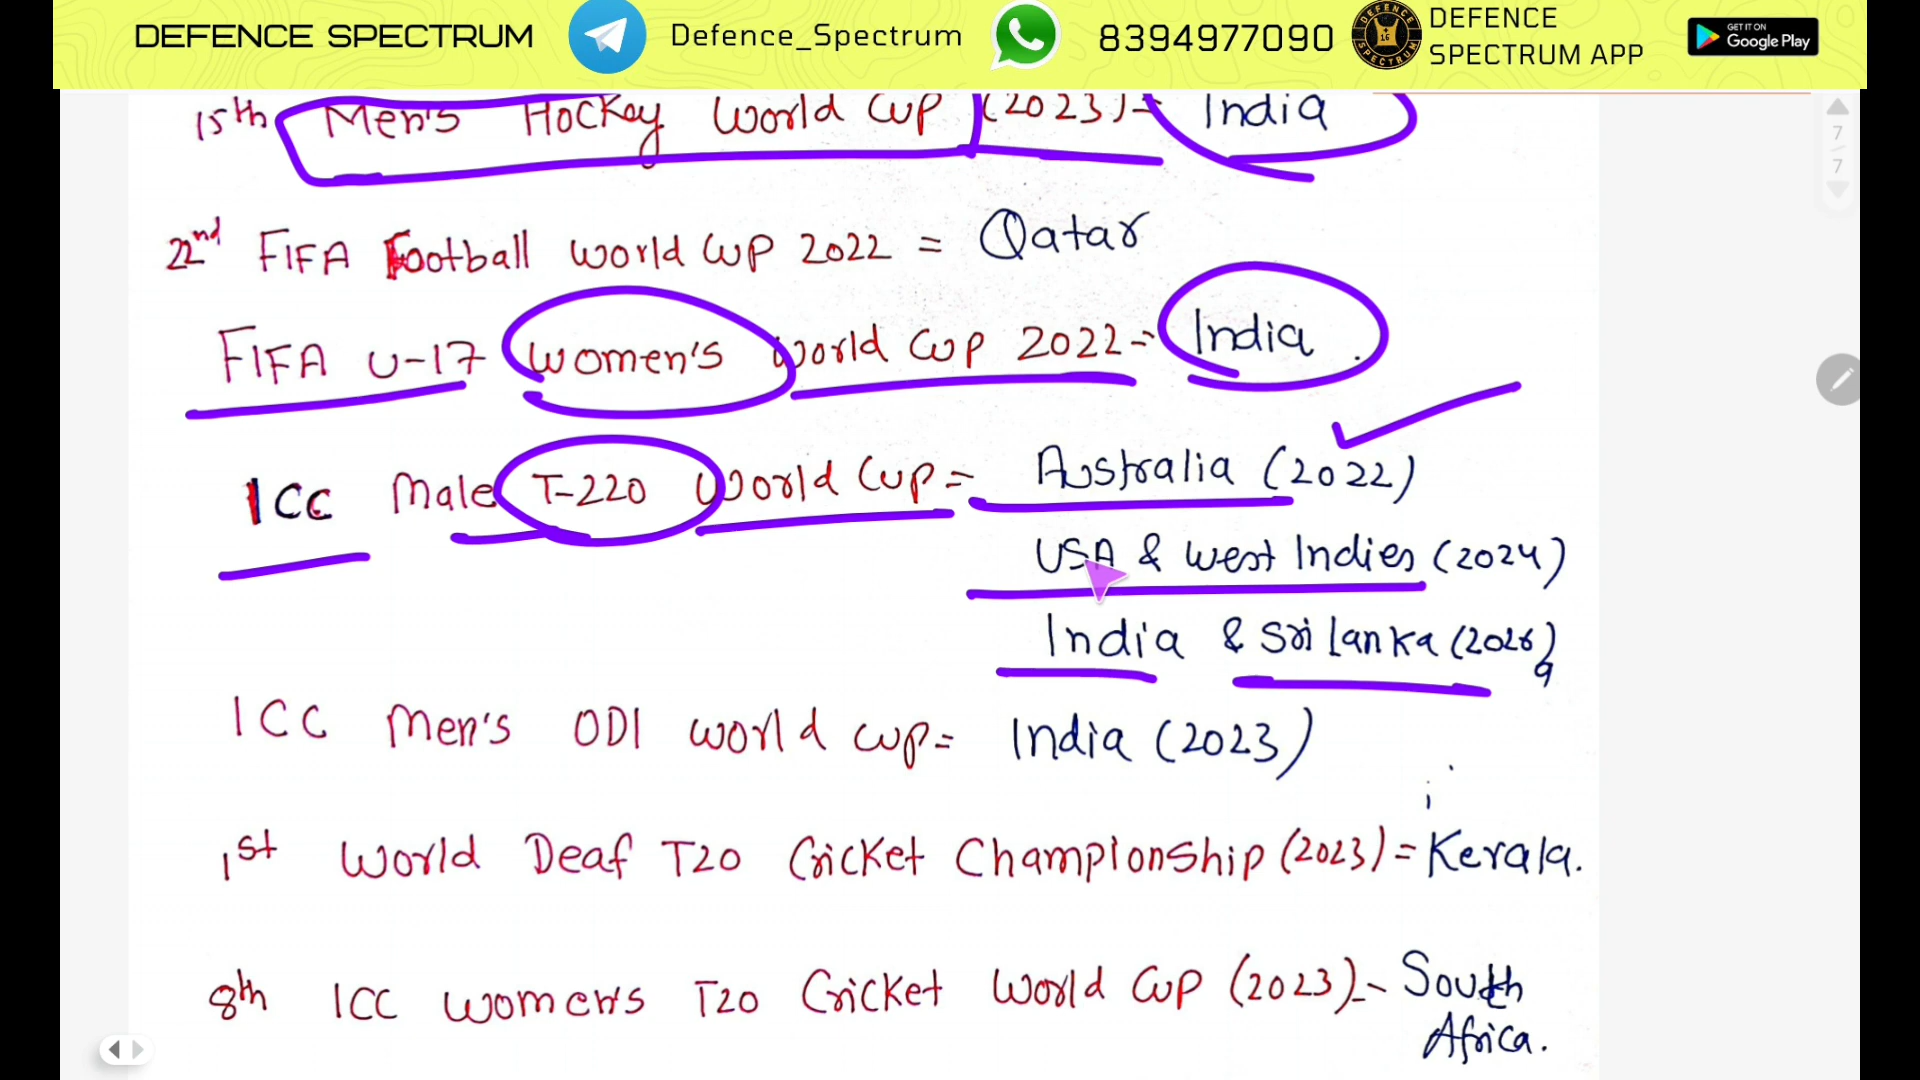 DEFENCE SPECTRUM Defence_Spectrum 8394977090 DEFENCE SPECTRUM APP GET IT ON Google Play
15th Men's Hockey World Cup (2023)- India
7
7
22nd FIFA Football World Cup 2022 = Qatar
FIFA U-17 Women's World Cup 2022 = India.
ICC Male T-220 World Cup = Australia (2022)
USA & West Indies (2024)
India & Sri Lanka (2026)
ICC Men's ODI World Cup = India (2023)
1st World Deaf T20 Cricket Championship (2023) = Kerala.
8th ICC Women's T20 Cricket World Cup (2023) - South
Africa.